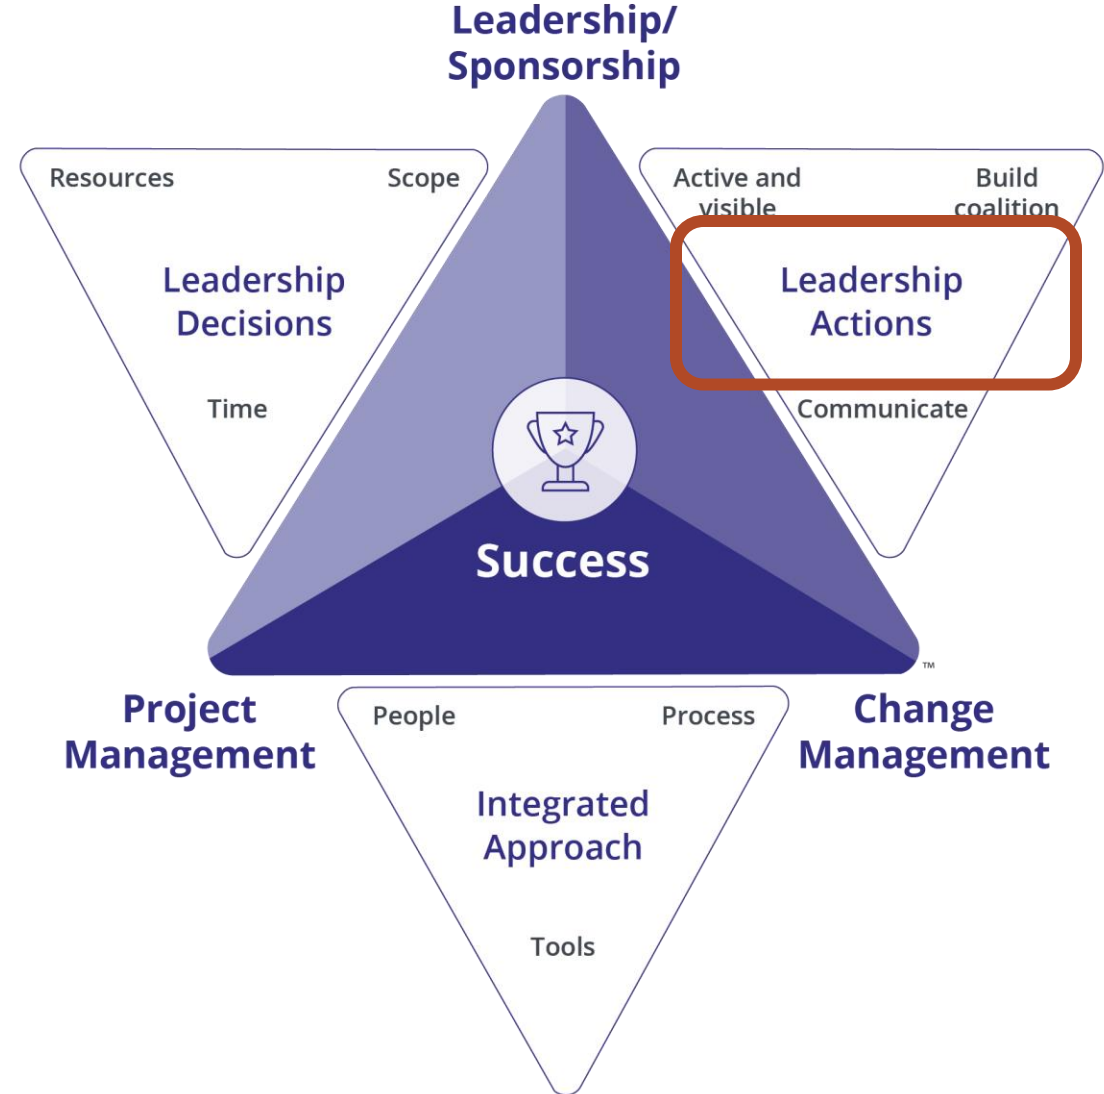 Leadership/
Sponsorship
Resources
Scope
Active and
visible
Build
coalition
Leadership
Decisions
Leadership
Actions
Time
Communicate
Success
™
Project
Management
Change
Management
People
Process
Integrated
Approach
Tools